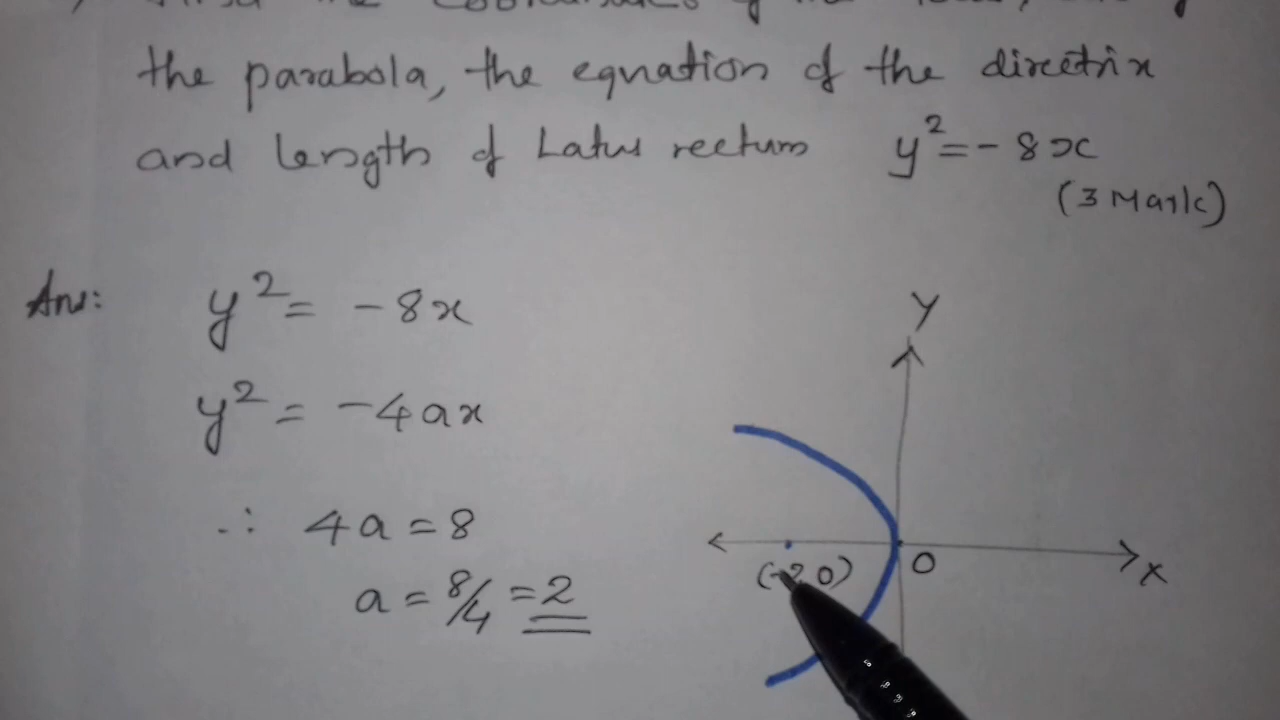 the parabola, the equation of the directrix
and length of Latus rectum y² = - 8x
(3 Mark)
Ans: y² = - 8x
y² = - 4ax
∴ 4a = 8
a = 8/4 = 2
Y
(-2,0) O X